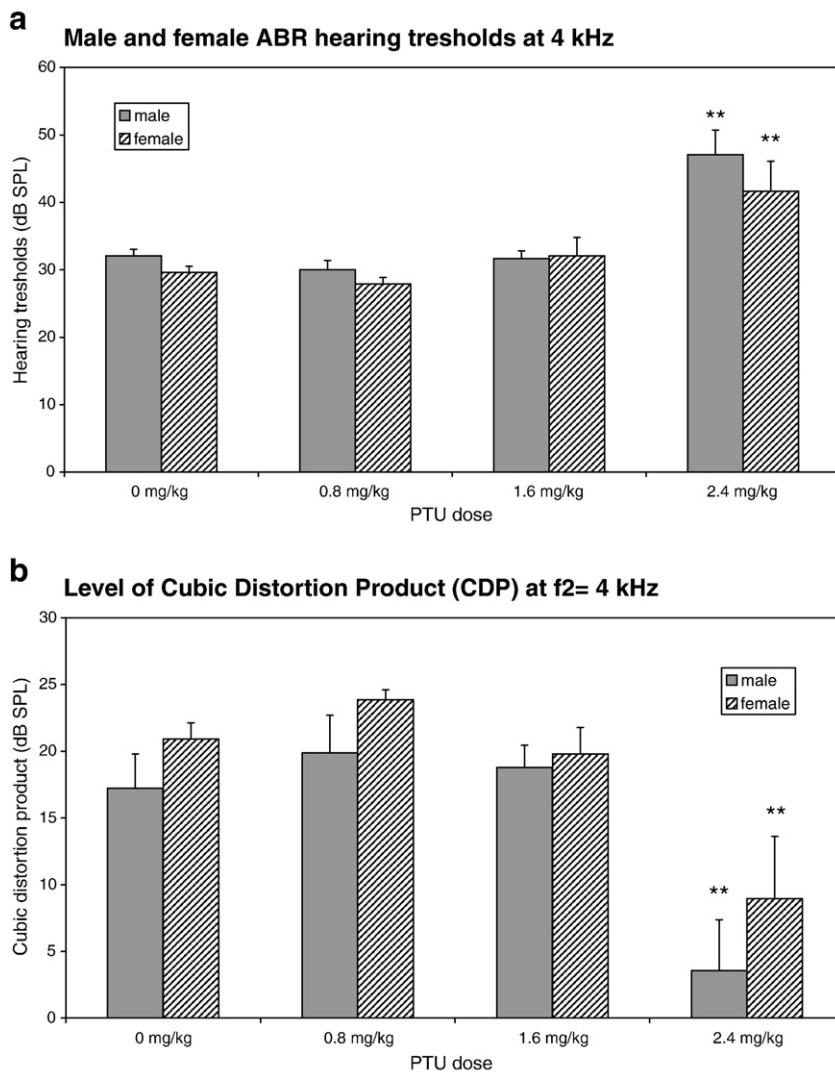 a
Male and female ABR hearing tresholds at 4 kHz
60
50
40
30
20
10
0
Hearing tresholds (dB SPL)
male
female
**
**
0 mg/kg
0.8 mg/kg
1.6 mg/kg
2.4 mg/kg
PTU dose
b
Level of Cubic Distortion Product (CDP) at f2= 4 kHz
30
25
20
15
10
5
0
Cubic distortion product (dB SPL)
male
female
**
**
0 mg/kg
0.8 mg/kg
1.6 mg/kg
2.4 mg/kg
PTU dose